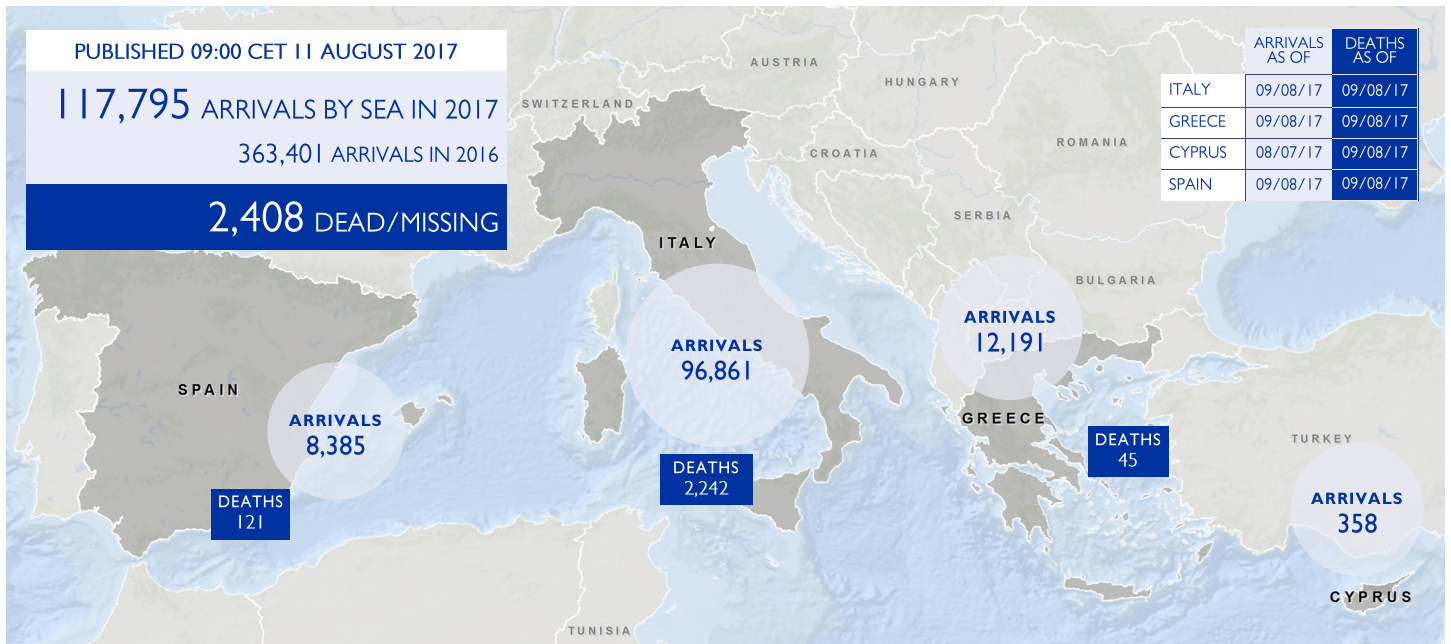 PUBLISHED 09:00 CET 11 AUGUST 2017
117,795 ARRIVALS BY SEA IN 2017
363,401 ARRIVALS IN 2016
2,408 DEAD/MISSING
ARRIVALS AS OF
DEATHS AS OF
ITALY 09/08/17 09/08/17
GREECE 09/08/17 09/08/17
CYPRUS 08/07/17 09/08/17
SPAIN 09/08/17 09/08/17
AUSTRIA
HUNGARY
SWITZERLAND
ROMANIA
CROATIA
SERBIA
ITALY
BULGARIA
ARRIVALS
12,191
ARRIVALS
96,861
SPAIN
ARRIVALS
8,385
GREECE
DEATHS
45
TURKEY
DEATHS
2,242
DEATHS
121
ARRIVALS
358
CYPRUS
TUNISIA